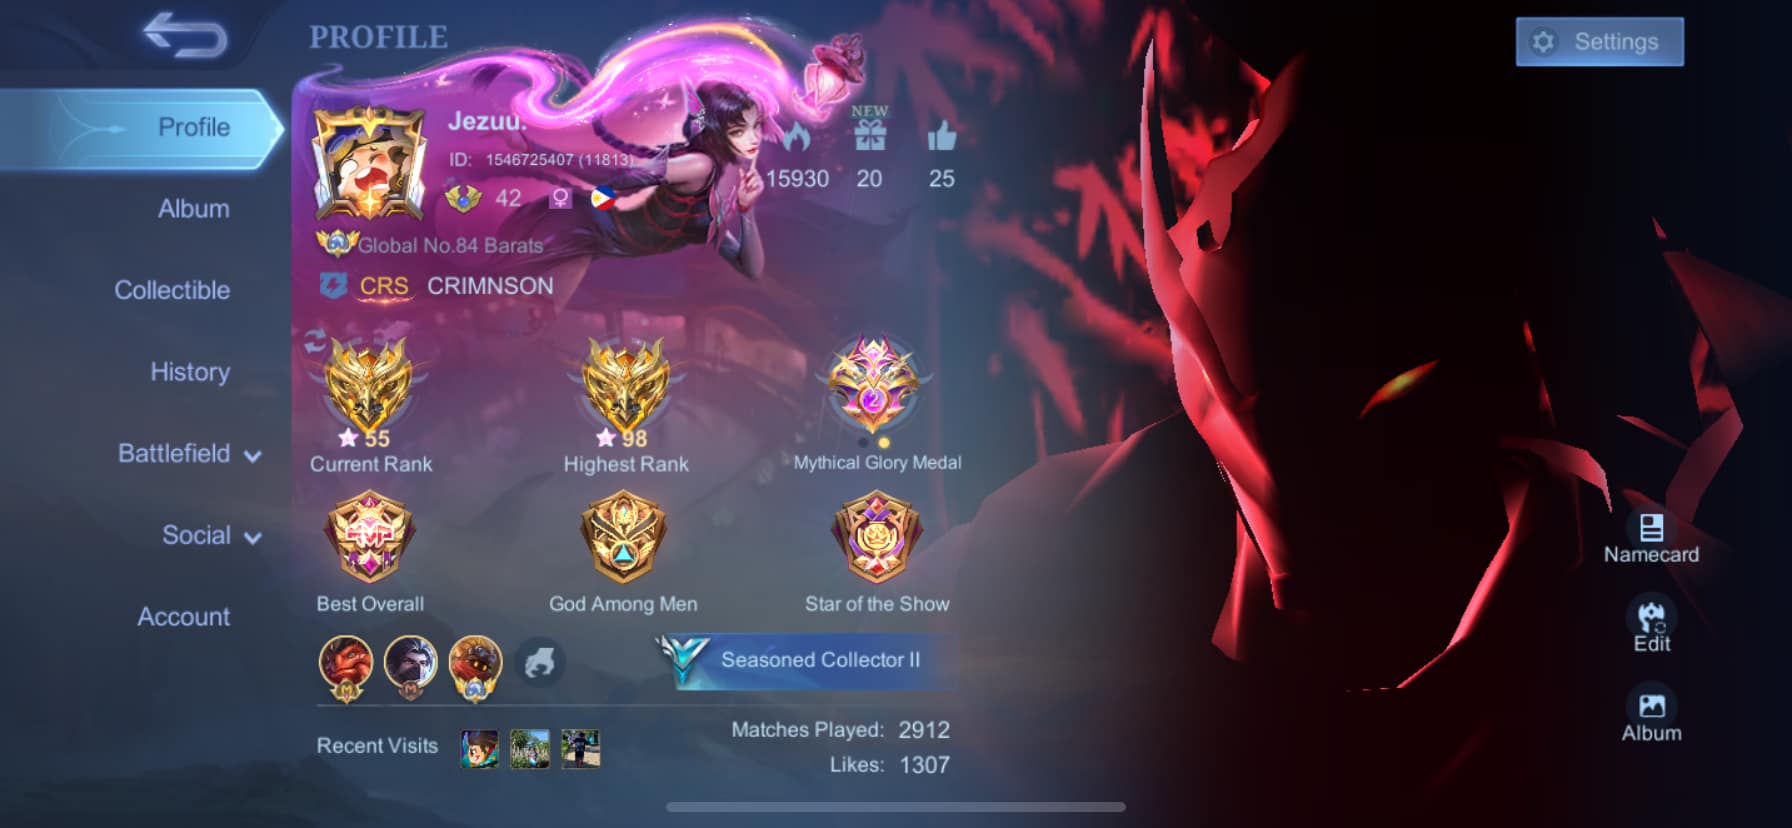 PROFILE
Settings
Profile
Album
Collectible
History
Battlefield
Social
Account
Jezuu.
ID: 1546725407 (11813)
42
Global No.84 Barats
CRS CRIMNSON
NEW
15930 20 25
55
Current Rank
98
Highest Rank
2
Mythical Glory Medal
Best Overall
God Among Men
Star of the Show
Seasoned Collector II
Recent Visits
Matches Played: 2912
Likes: 1307
Namecard
Edit
Album